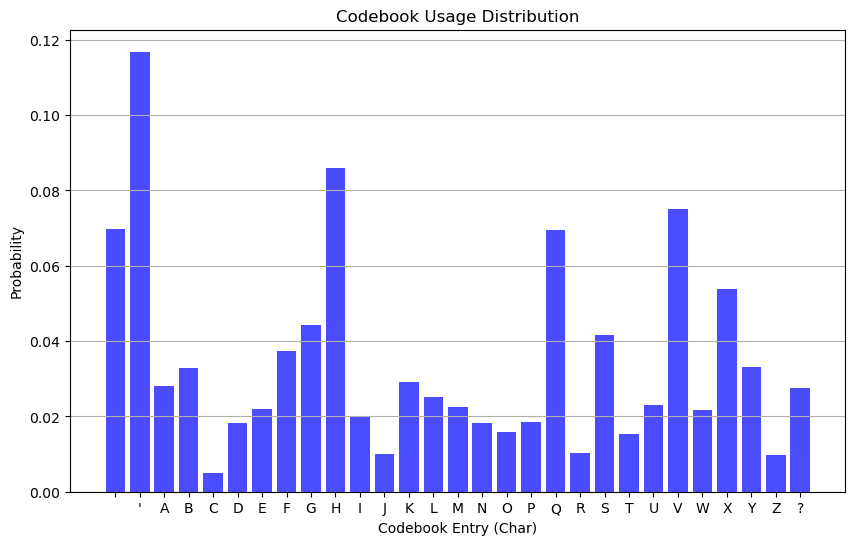 Codebook Usage Distribution
Probability
0.12
0.10
0.08
0.06
0.04
0.02
0.00
' A B C D E F G H I J K L M N O P Q R S T U V W X Y Z ?
Codebook Entry (Char)